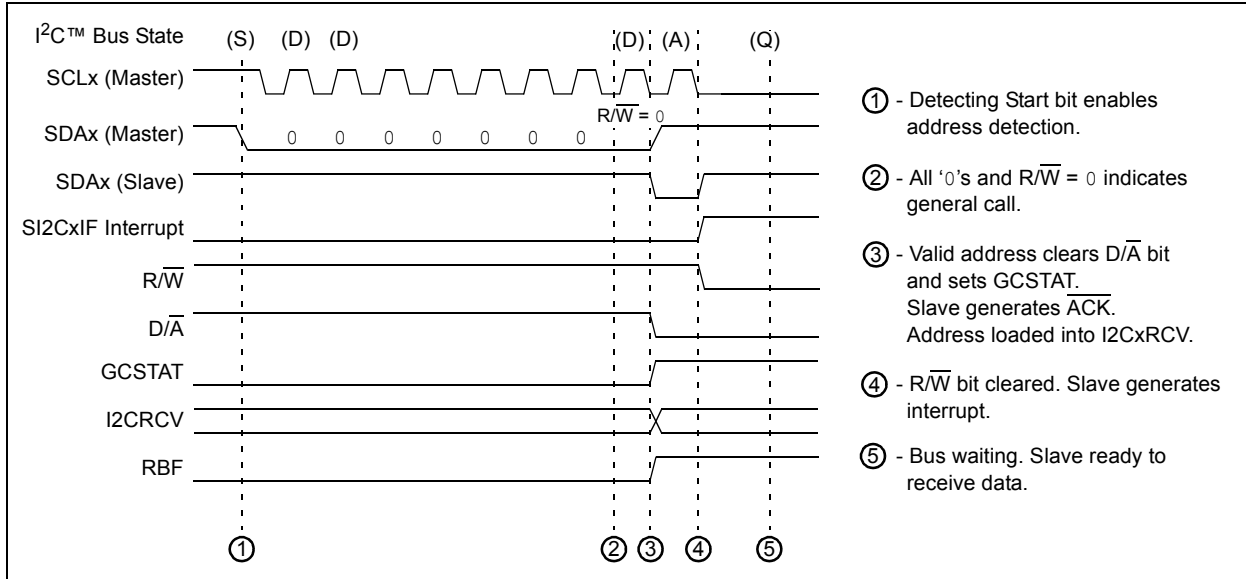 I²C™ Bus State (S) (D) (D) (D) (A) (Q)
SCLx (Master)
R/W̅ = 0
SDAx (Master) 0 0 0 0 0 0 0
SDAx (Slave)
SI2CxIF Interrupt
R/W̅
D/A̅
GCSTAT
I2CRCV
RBF
1 2 3 4 5
1 - Detecting Start bit enables
address detection.
2 - All ‘0’s and R/W̅ = 0 indicates
general call.
3 - Valid address clears D/A̅ bit
and sets GCSTAT.
Slave generates A̅C̅K̅.
Address loaded into I2CxRCV.
4 - R/W̅ bit cleared. Slave generates
interrupt.
5 - Bus waiting. Slave ready to
receive data.